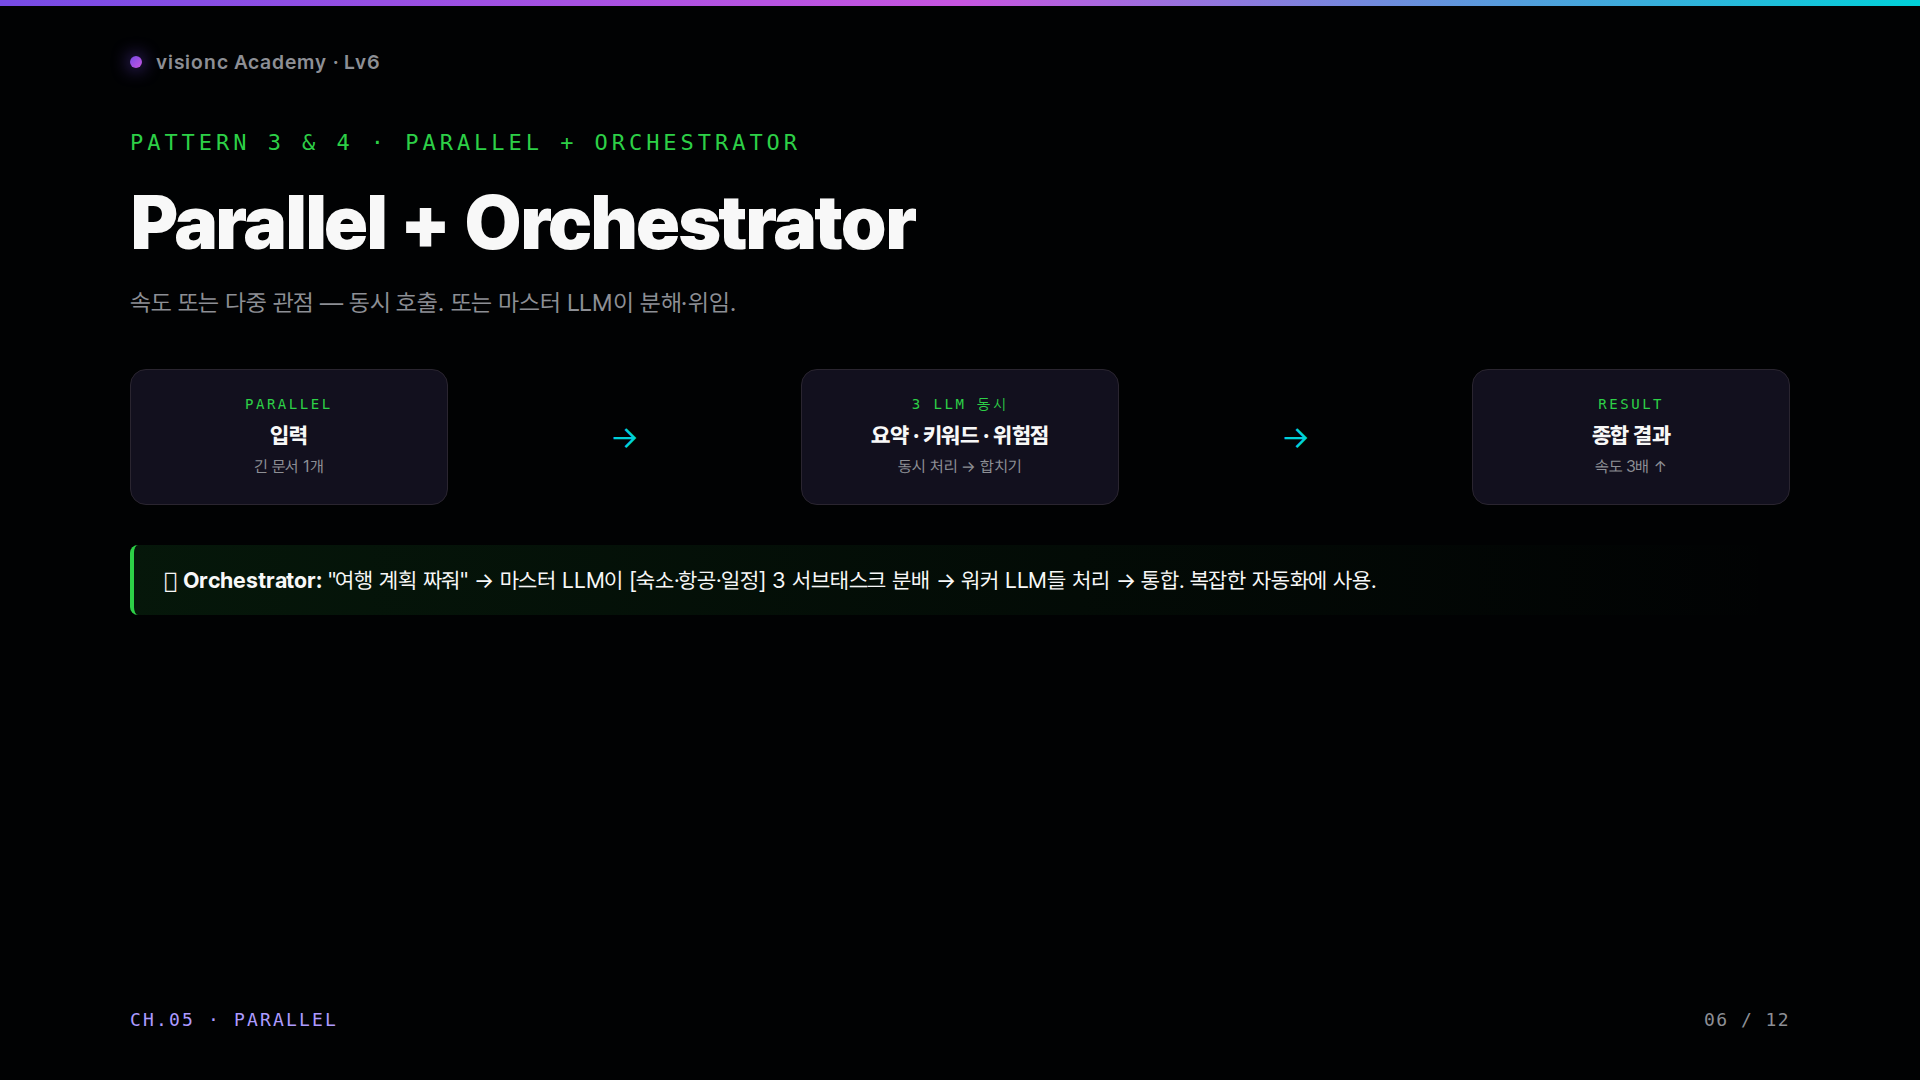 visionc Academy · Lv6
PATTERN 3 & 4 · PARALLEL + ORCHESTRATOR
Parallel + Orchestrator
속도 또는 다중 관점 — 동시 호출. 또는 마스터 LLM이 분해·위임.
PARALLEL
입력
긴 문서 1개
→
3 LLM 동시
요약 · 키워드 · 위험점
동시 처리 → 합치기
→
RESULT
종합 결과
속도 3배 ↑
Orchestrator: "여행 계획 짜줘" → 마스터 LLM이 [숙소·항공·일정] 3 서브태스크 분배 → 워커 LLM들 처리 → 통합. 복잡한 자동화에 사용.
CH.05 · PARALLEL
06 / 12